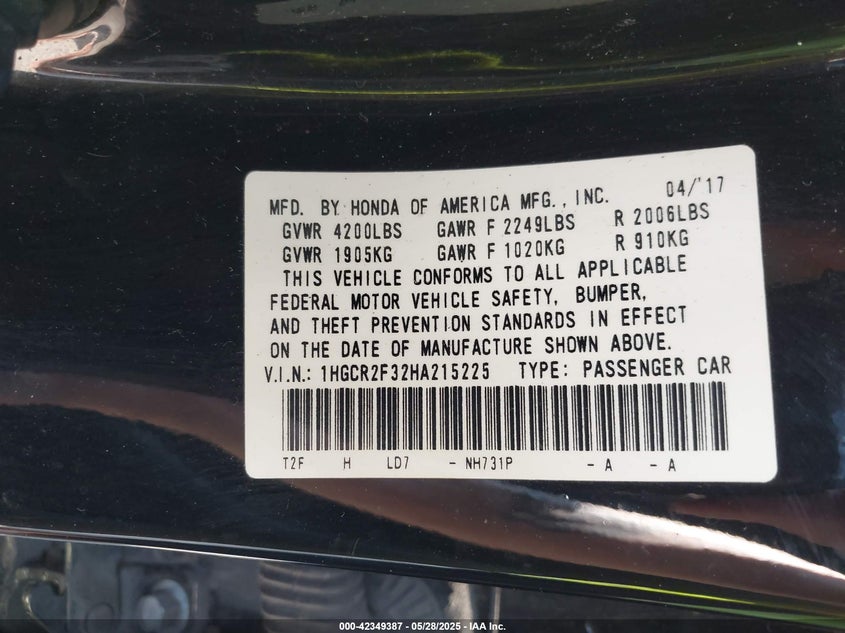 MFD. BY HONDA OF AMERICA MFG., INC. 04/'17
GVWR 4200LBS GAWR F 2249LBS R 2006LBS
GVWR 1905KG GAWR F 1020KG R 910KG
THIS VEHICLE CONFORMS TO ALL APPLICABLE
FEDERAL MOTOR VEHICLE SAFETY, BUMPER,
AND THEFT PREVENTION STANDARDS IN EFFECT
ON THE DATE OF MANUFACTURE SHOWN ABOVE.
V.I.N.: 1HGCR2F32HA215225 TYPE: PASSENGER CAR
T2F H LD7 - NH731P - A - A
000-42349387 - 05/28/2025 - IAA Inc.